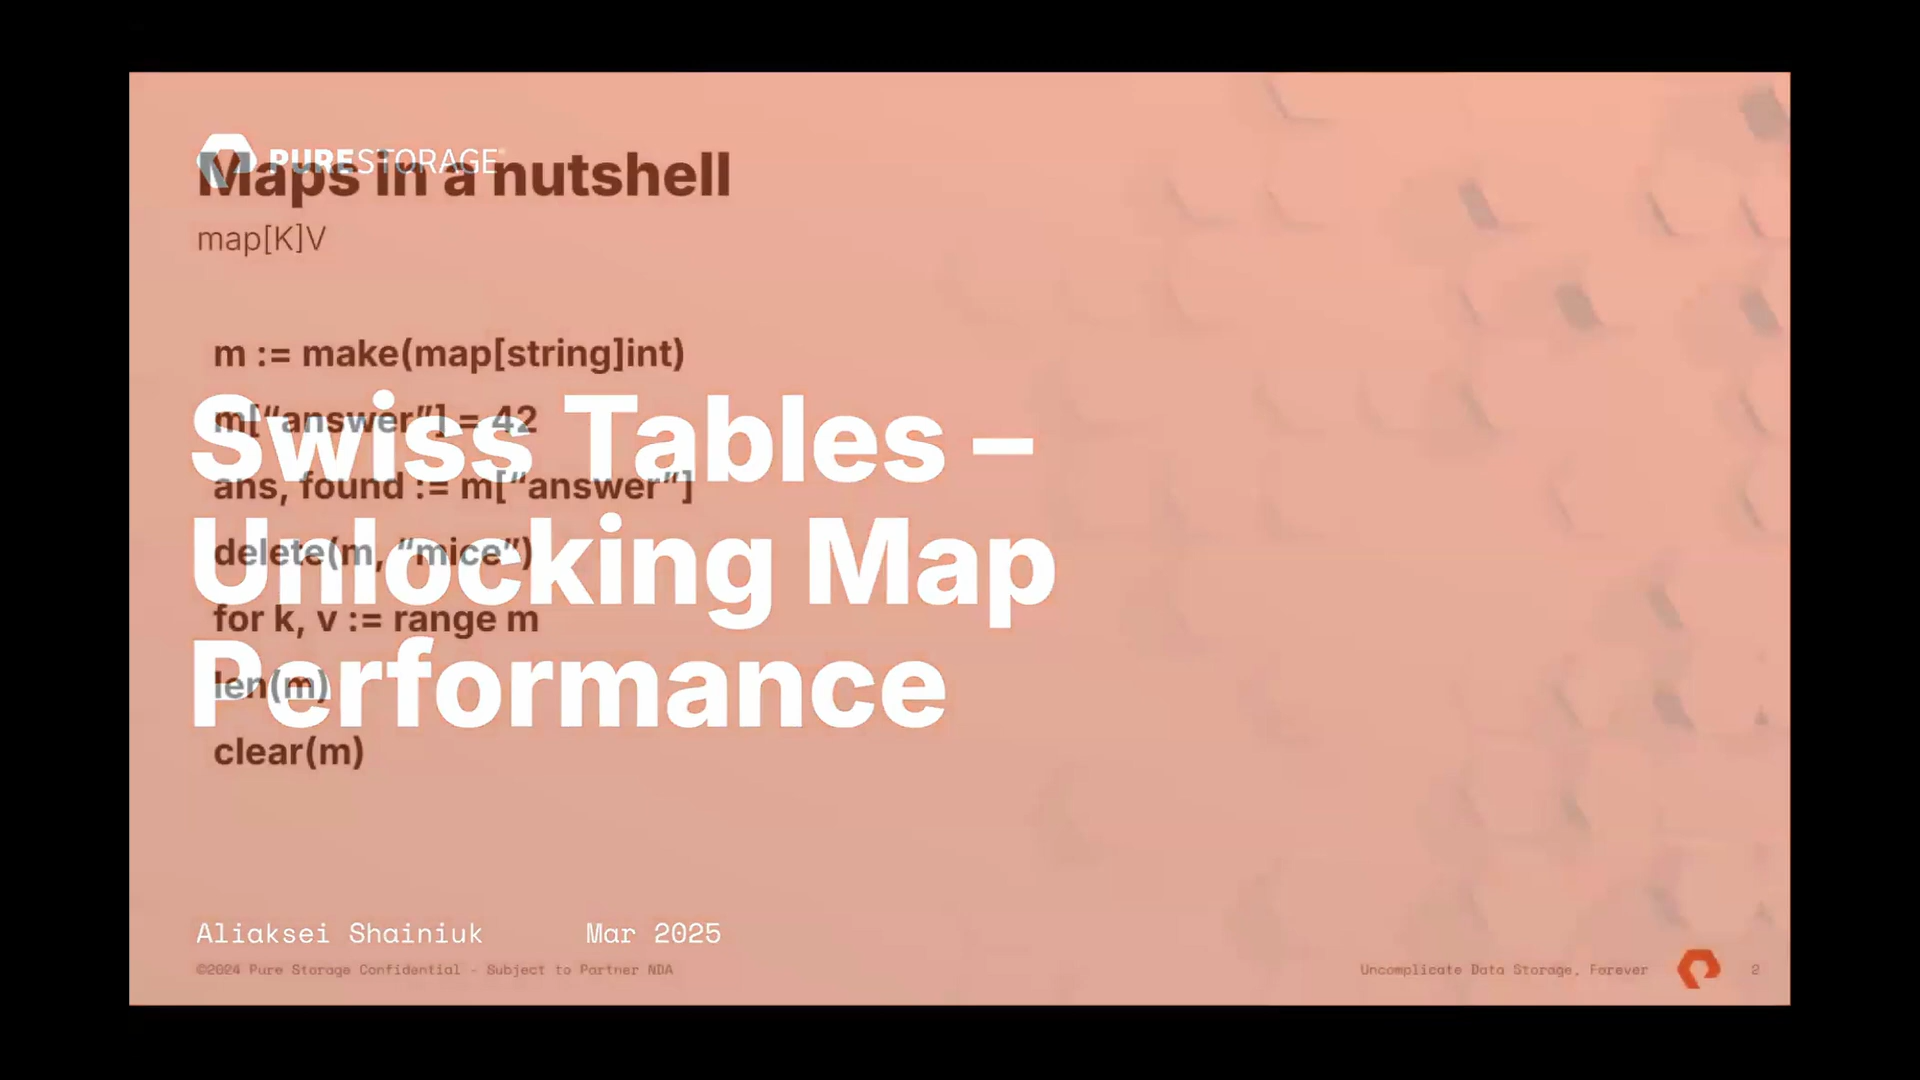 PURESTORAGE
Maps in a nutshell
map[K]V
m := make(map[string]int)
m[“answer”] = 42
ans, found := m[“answer”]
delete(m, “mice”)
for k, v := range m
len(m)
clear(m)
Swiss Tables –
Unlocking Map
Performance
Aliaksei Shainiuk Mar 2025
©2024 Pure Storage Confidential - Subject to Partner NDA
Uncomplicate Data Storage, Forever
2